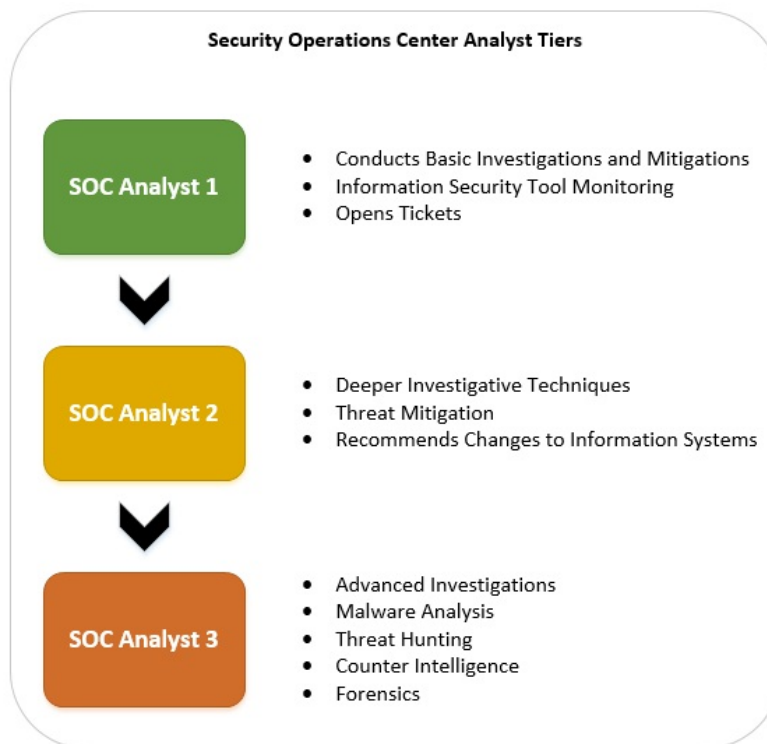 Security Operations Center Analyst Tiers
SOC Analyst 1
• Conducts Basic Investigations and Mitigations
• Information Security Tool Monitoring
• Opens Tickets
SOC Analyst 2
• Deeper Investigative Techniques
• Threat Mitigation
• Recommends Changes to Information Systems
SOC Analyst 3
• Advanced Investigations
• Malware Analysis
• Threat Hunting
• Counter Intelligence
• Forensics